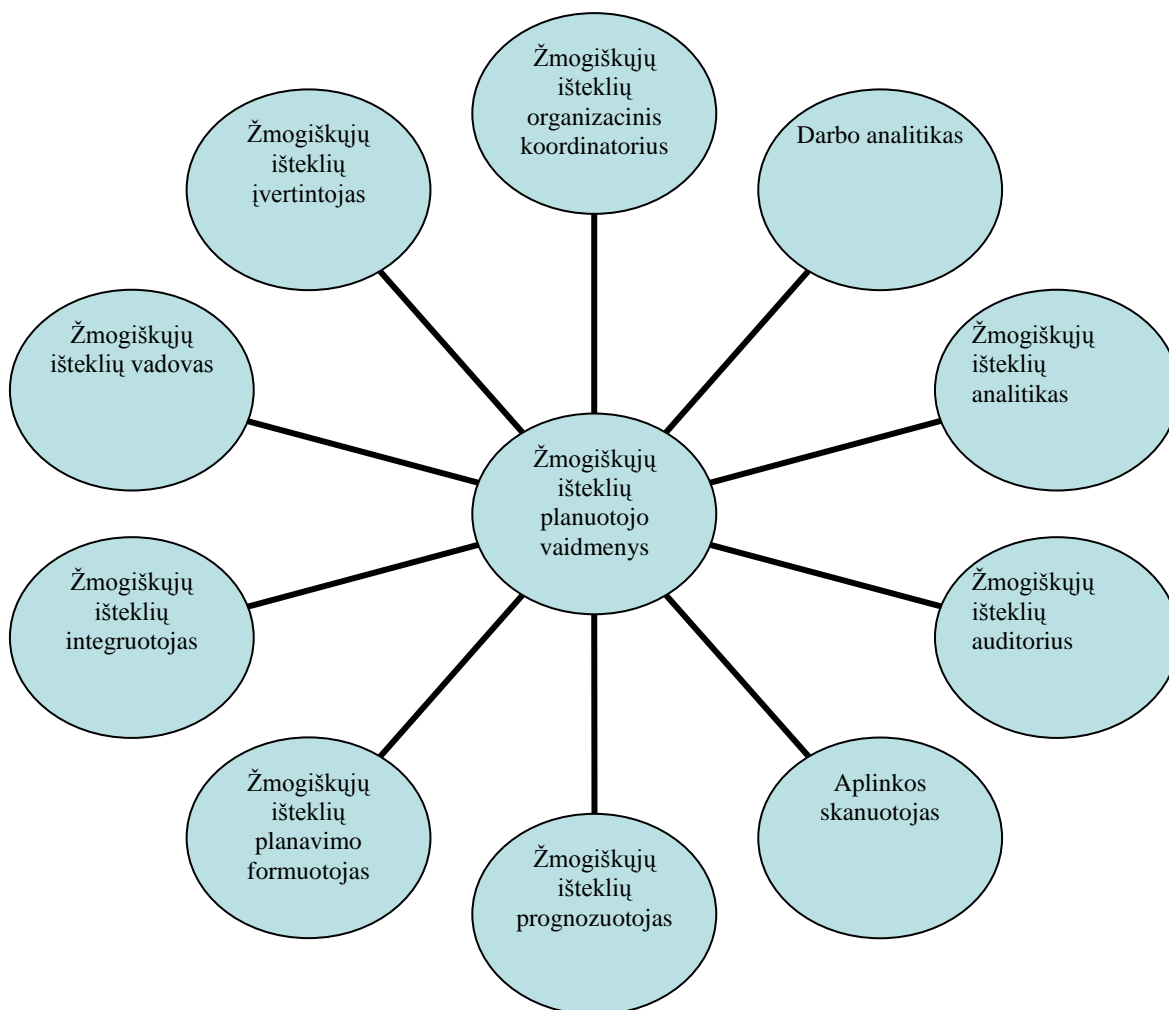 Žmogiškųjų
išteklių
organizacinis
koordinatorius
Darbo analitikas
Žmogiškųjų
išteklių
analitikas
Žmogiškųjų
išteklių
auditorius
Aplinkos
skanuotojas
Žmogiškųjų
išteklių
prognozuotojas
Žmogiškųjų
išteklių
planavimo
formuotojas
Žmogiškųjų
išteklių
integruotojas
Žmogiškųjų
išteklių vadovas
Žmogiškųjų
išteklių
įvertintojas
Žmogiškųjų
išteklių
planuotojo
vaidmenys